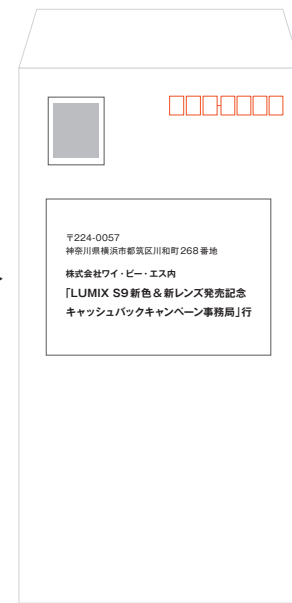 〒224-0057
神奈川県横浜市都筑区川和町268番地
株式会社ワイ・ピー・エス内
「LUMIX S9新色&新レンズ発売記念
キャッシュバックキャンペーン事務局」行